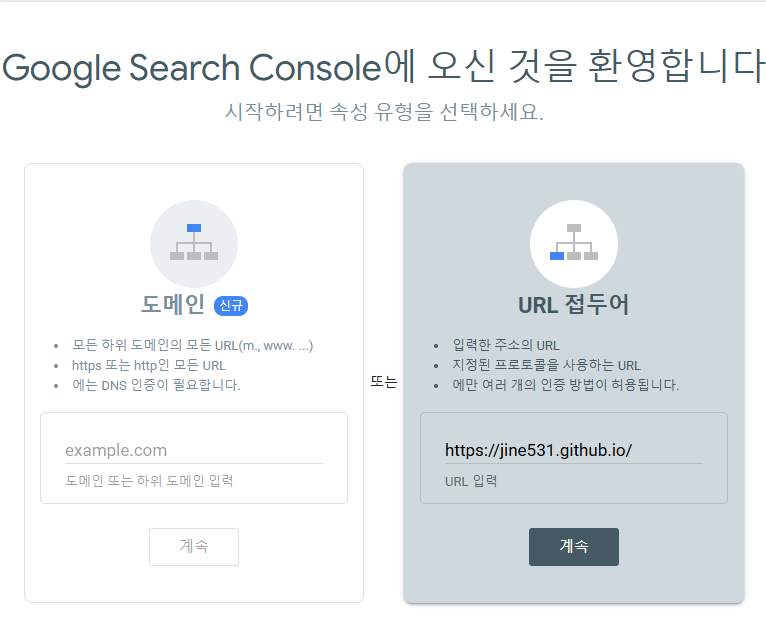 Google Search Console에 오신 것을 환영합니다
시작하려면 속성 유형을 선택하세요.
도메인 신규
모든 하위 도메인의 모든 URL(m., www. ...)
https 또는 http인 모든 URL
에는 DNS 인증이 필요합니다.
example.com
도메인 또는 하위 도메인 입력
계속
또는
URL 접두어
입력한 주소의 URL
지정된 프로토콜을 사용하는 URL
에만 여러 개의 인증 방법이 허용됩니다.
https://jine531.github.io/
URL 입력
계속